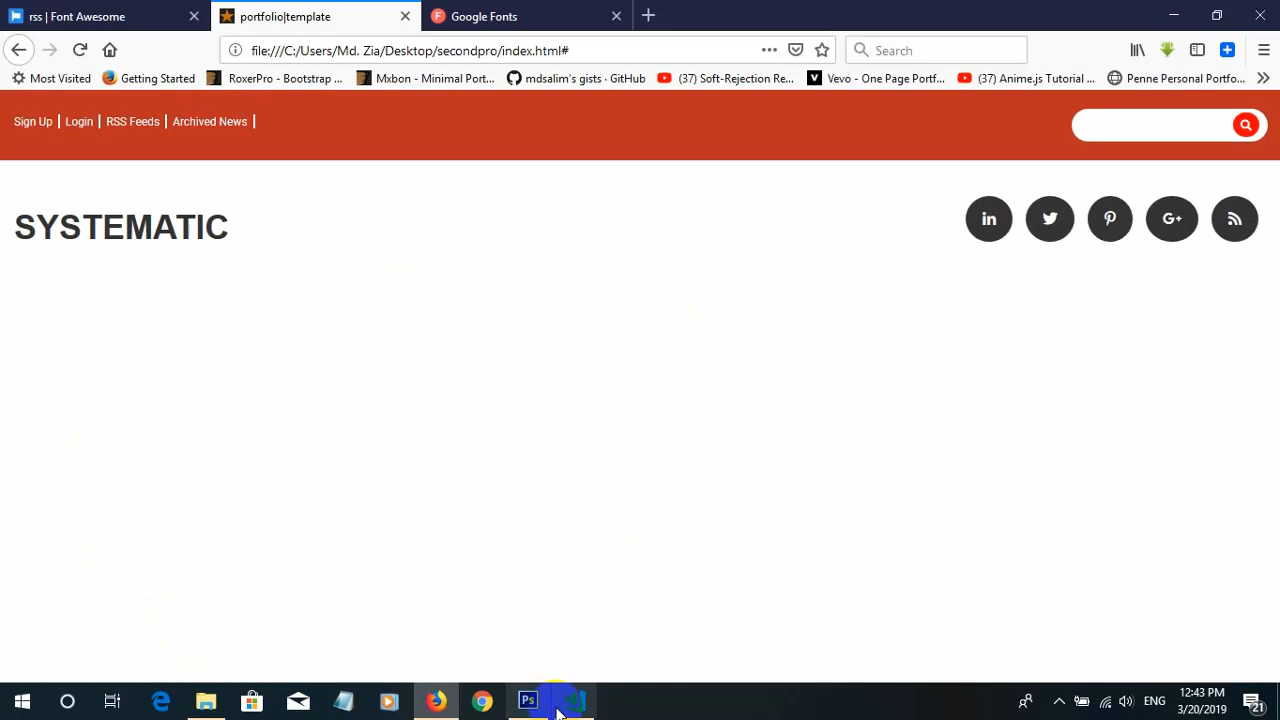 rss | Font Awesome
portfolio|template
Google Fonts
file:///C:/Users/Md. Zia/Desktop/secondpro/index.html#
Search
Most Visited
Getting Started
RoxerPro - Bootstrap ...
Mxbon - Minimal Port...
mdsalim's gists · GitHub
(37) Soft-Rejection Re...
Vevo - One Page Portf...
(37) Anime.js Tutorial ...
Penne Personal Portfo...
Sign Up
Login
RSS Feeds
Archived News
SYSTEMATIC
G+
Ps
ENG
12:43 PM
3/20/2019
21